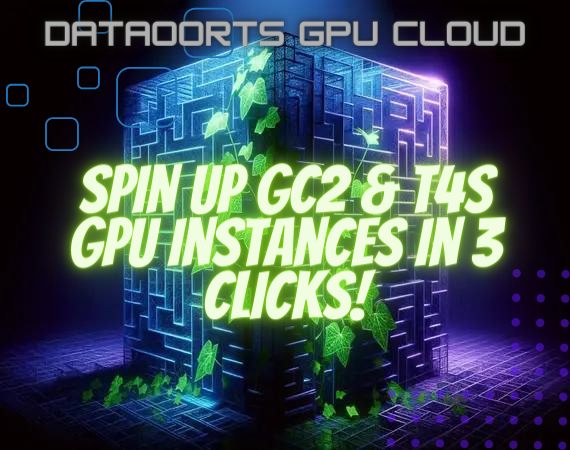 DATAOORTS GPU CLOUD
SPIN UP GC2 & T4S
GPU INSTANCES IN 3
CLICKS!